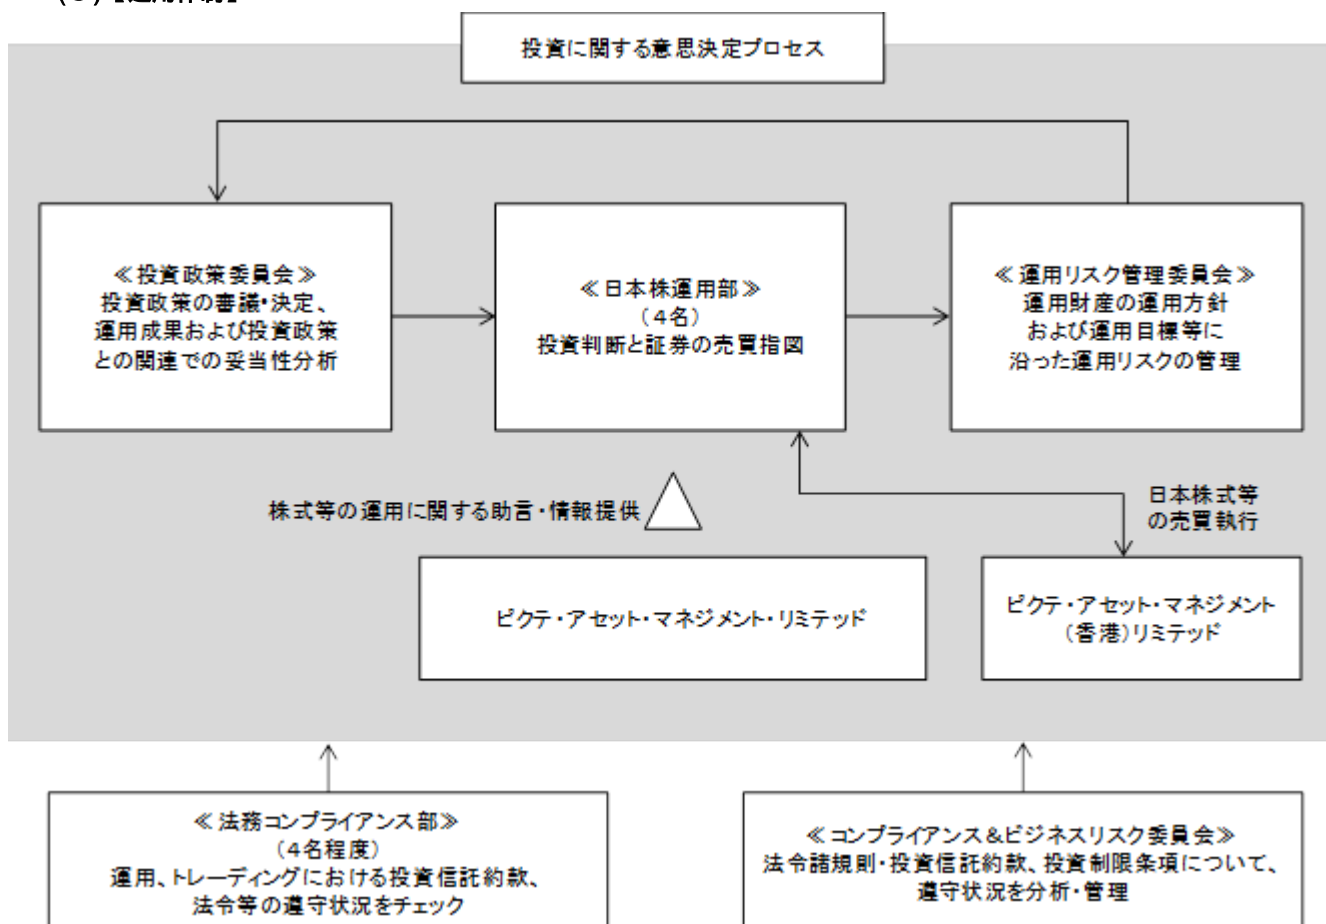 投資に関する意思決定プロセス
≪投資政策委員会≫
投資政策の審議・決定、
運用成果および投資政策
との関連での妥当性分析
≪日本株運用部≫
(4名)
投資判断と証券の売買指図
≪運用リスク管理委員会≫
運用財産の運用方針
および運用目標等に
沿った運用リスクの管理
株式等の運用に関する助言・情報提供
日本株式等
の売買執行
ピクテ・アセット・マネジメント・リミテッド
ピクテ・アセット・マネジメント
(香港)リミテッド
≪法務コンプライアンス部≫
(4名程度)
運用、トレーディングにおける投資信託約款、
法令等の遵守状況をチェック
≪コンプライアンス&ビジネスリスク委員会≫
法令諸規則・投資信託約款、投資制限条項について、
遵守状況を分析・管理